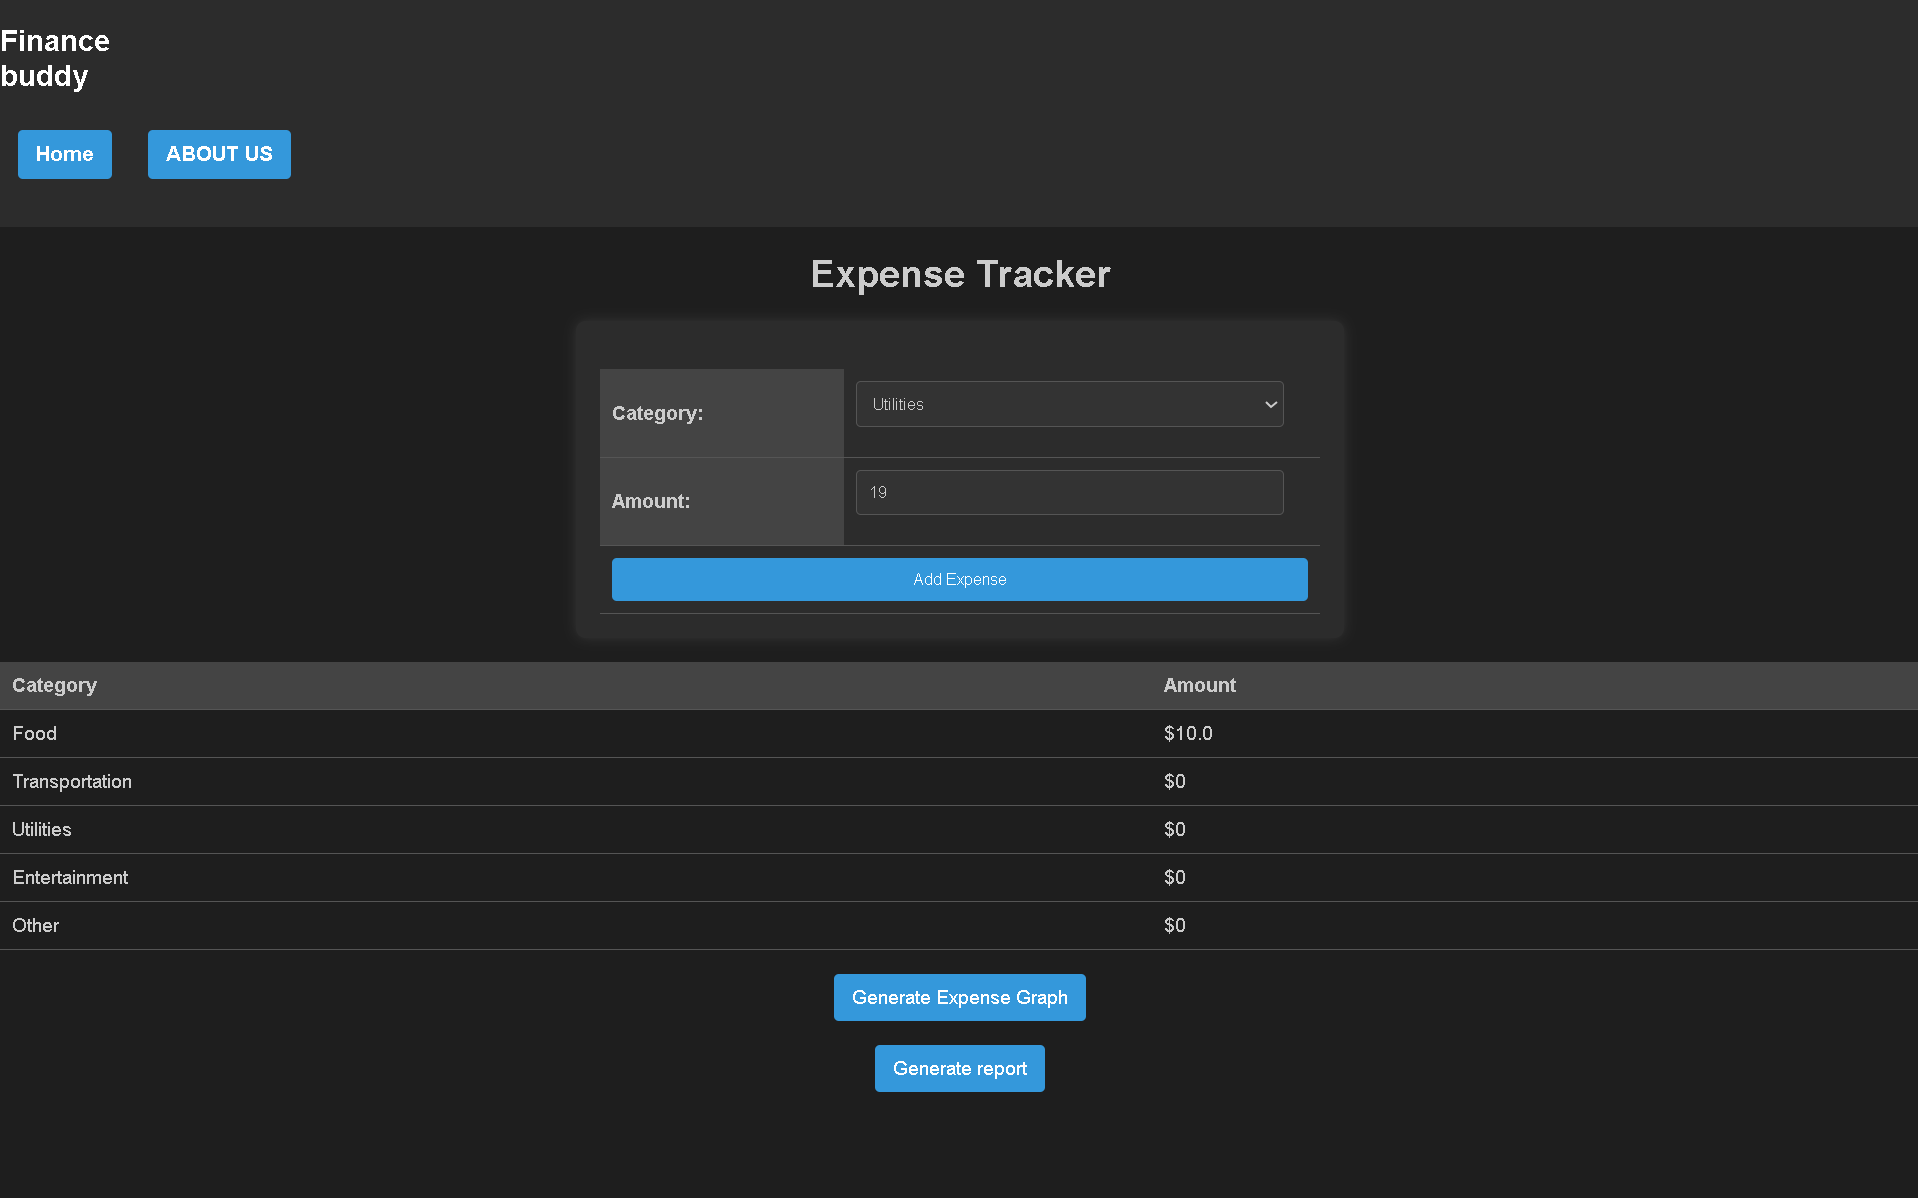 Finance
buddy
Home ABOUT US
Expense Tracker
Category: Utilities
Amount: 19
Add Expense
Category Amount
Food $10.0
Transportation $0
Utilities $0
Entertainment $0
Other $0
Generate Expense Graph
Generate report